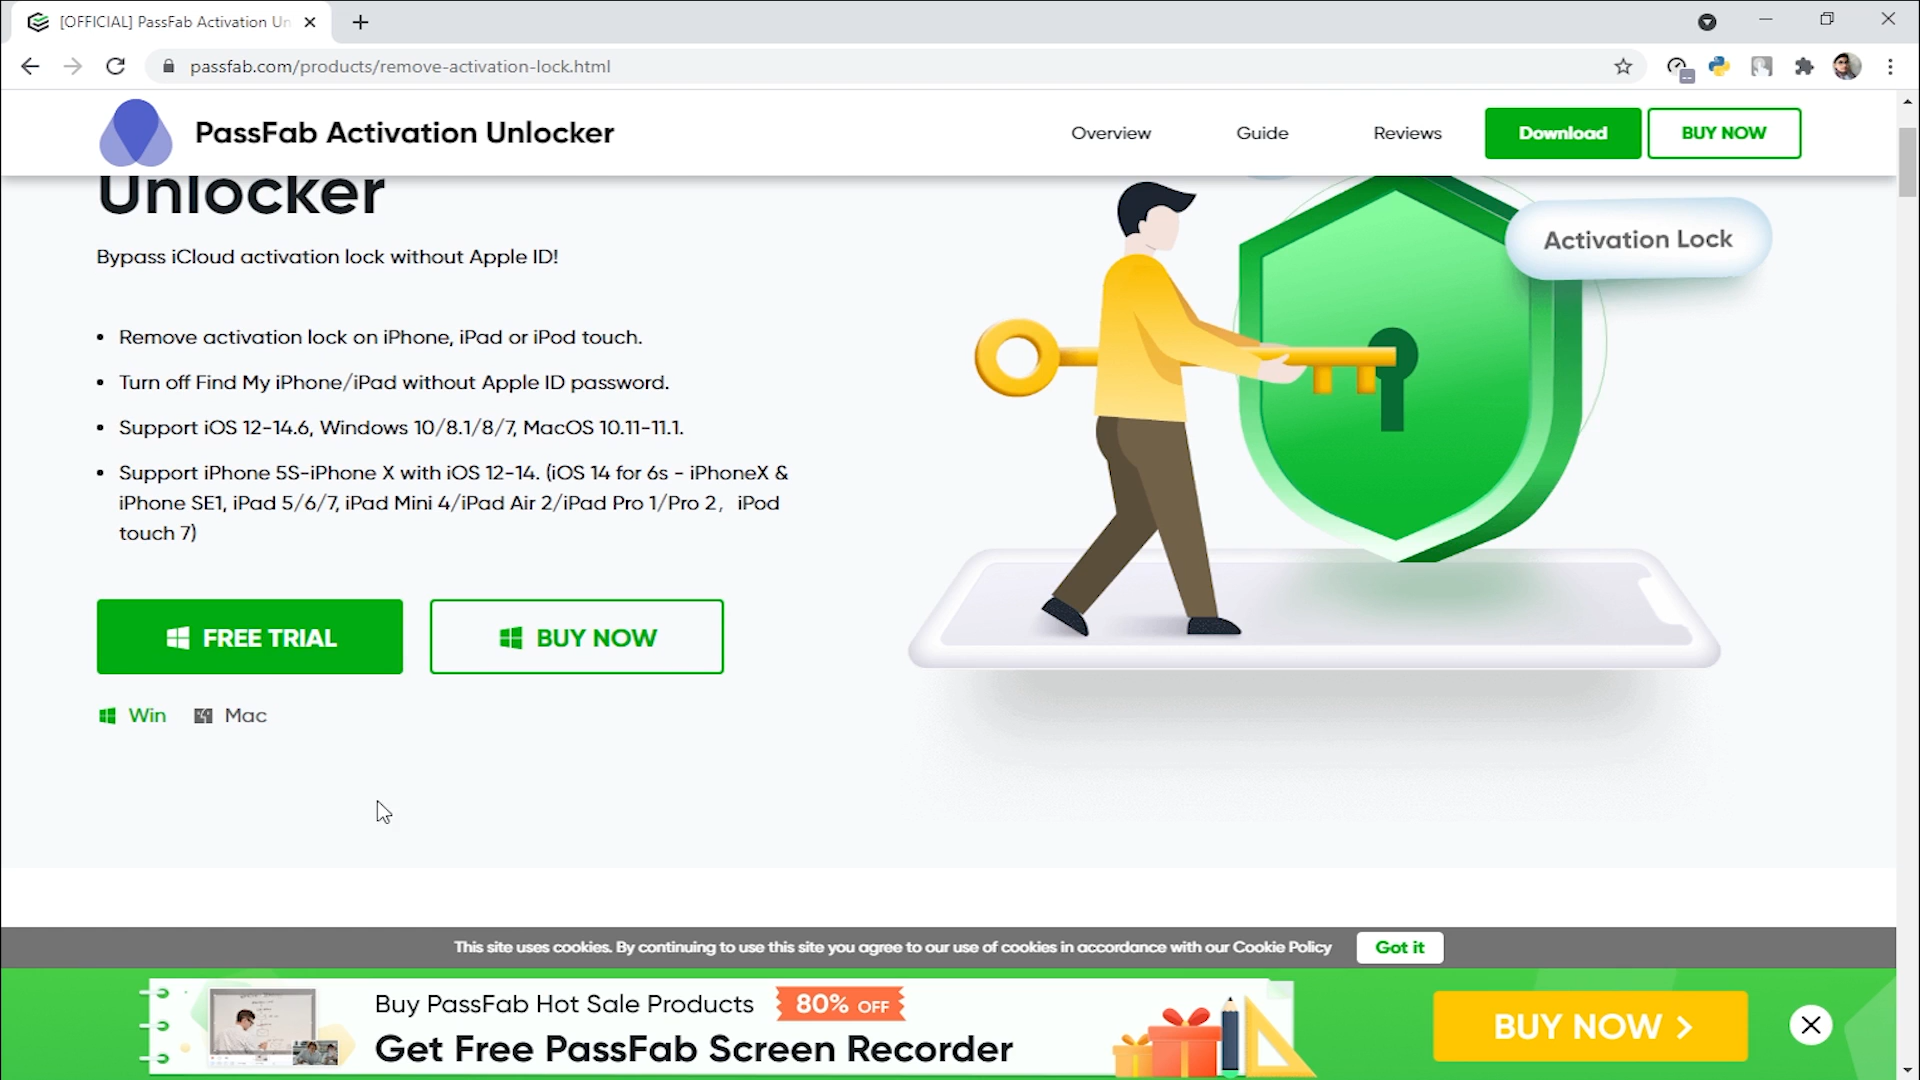 [OFFICIAL] PassFab Activation Un
passfab.com/products/remove-activation-lock.html
PassFab Activation Unlocker
Overview
Guide
Reviews
Download
BUY NOW
Unlocker
Activation Lock
Bypass iCloud activation lock without Apple ID!
• Remove activation lock on iPhone, iPad or iPod touch.
• Turn off Find My iPhone/iPad without Apple ID password.
• Support iOS 12-14.6, Windows 10/8.1/8/7, MacOS 10.11-11.1.
• Support iPhone 5S-iPhone X with iOS 12-14. (iOS 14 for 6s - iPhoneX &
iPhone SE1, iPad 5/6/7, iPad Mini 4/iPad Air 2/iPad Pro 1/Pro 2，iPod
touch 7)
FREE TRIAL
BUY NOW
Win
Mac
This site uses cookies. By continuing to use this site you agree to our use of cookies in accordance with our Cookie Policy
Got it
Buy PassFab Hot Sale Products
80% OFF
Get Free PassFab Screen Recorder
BUY NOW >